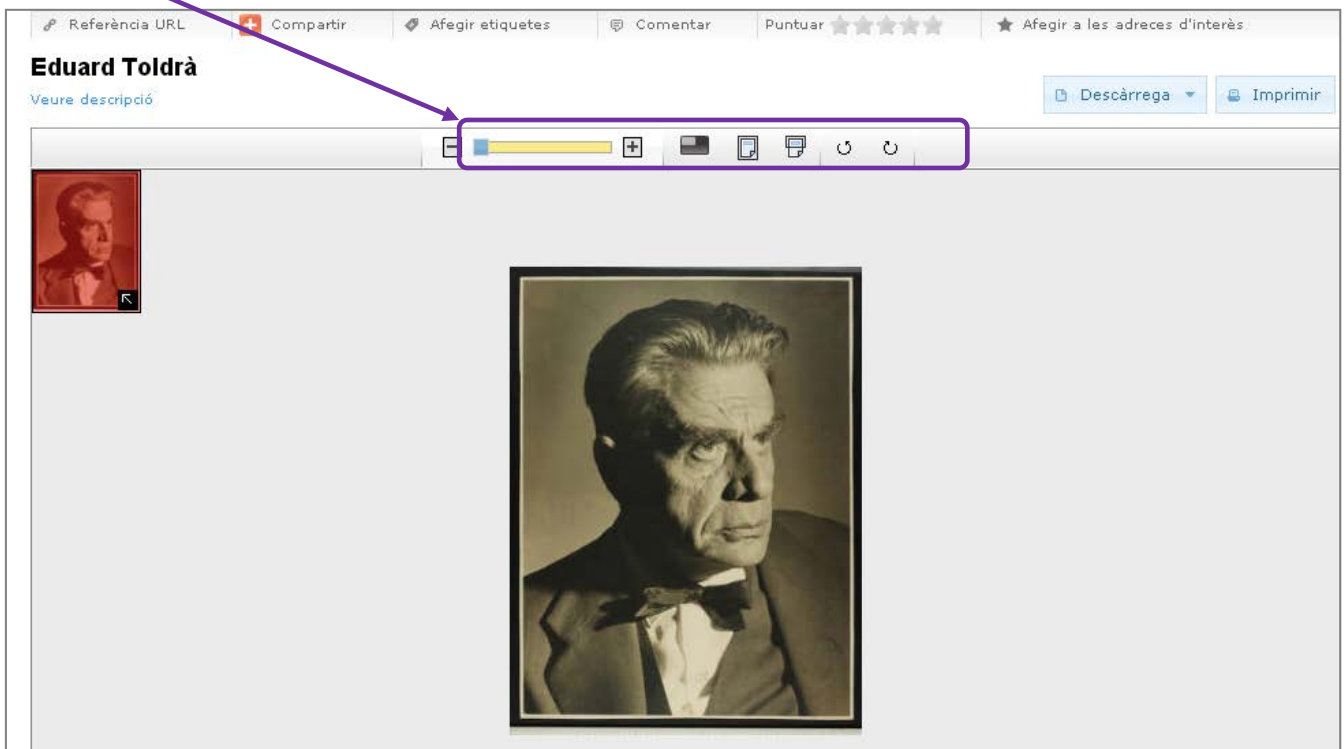 Referència URL Compartir Afegir etiquetes Comentar Puntuar Afegir a les adreces d'interès
Eduard Toldrà
Veure descripció
Descàrrega Imprimir